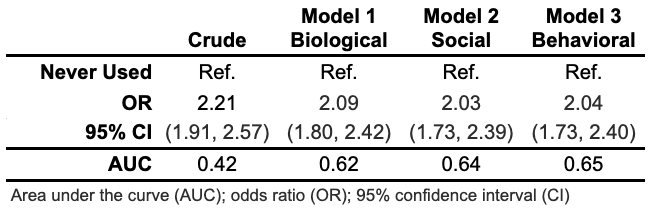 Crude Model 1 Biological Model 2 Social Model 3 Behavioral
Never Used Ref. Ref. Ref. Ref.
OR 2.21 2.09 2.03 2.04
95% CI (1.91, 2.57) (1.80, 2.42) (1.73, 2.39) (1.73, 2.40)
AUC 0.42 0.62 0.64 0.65
Area under the curve (AUC); odds ratio (OR); 95% confidence interval (CI)